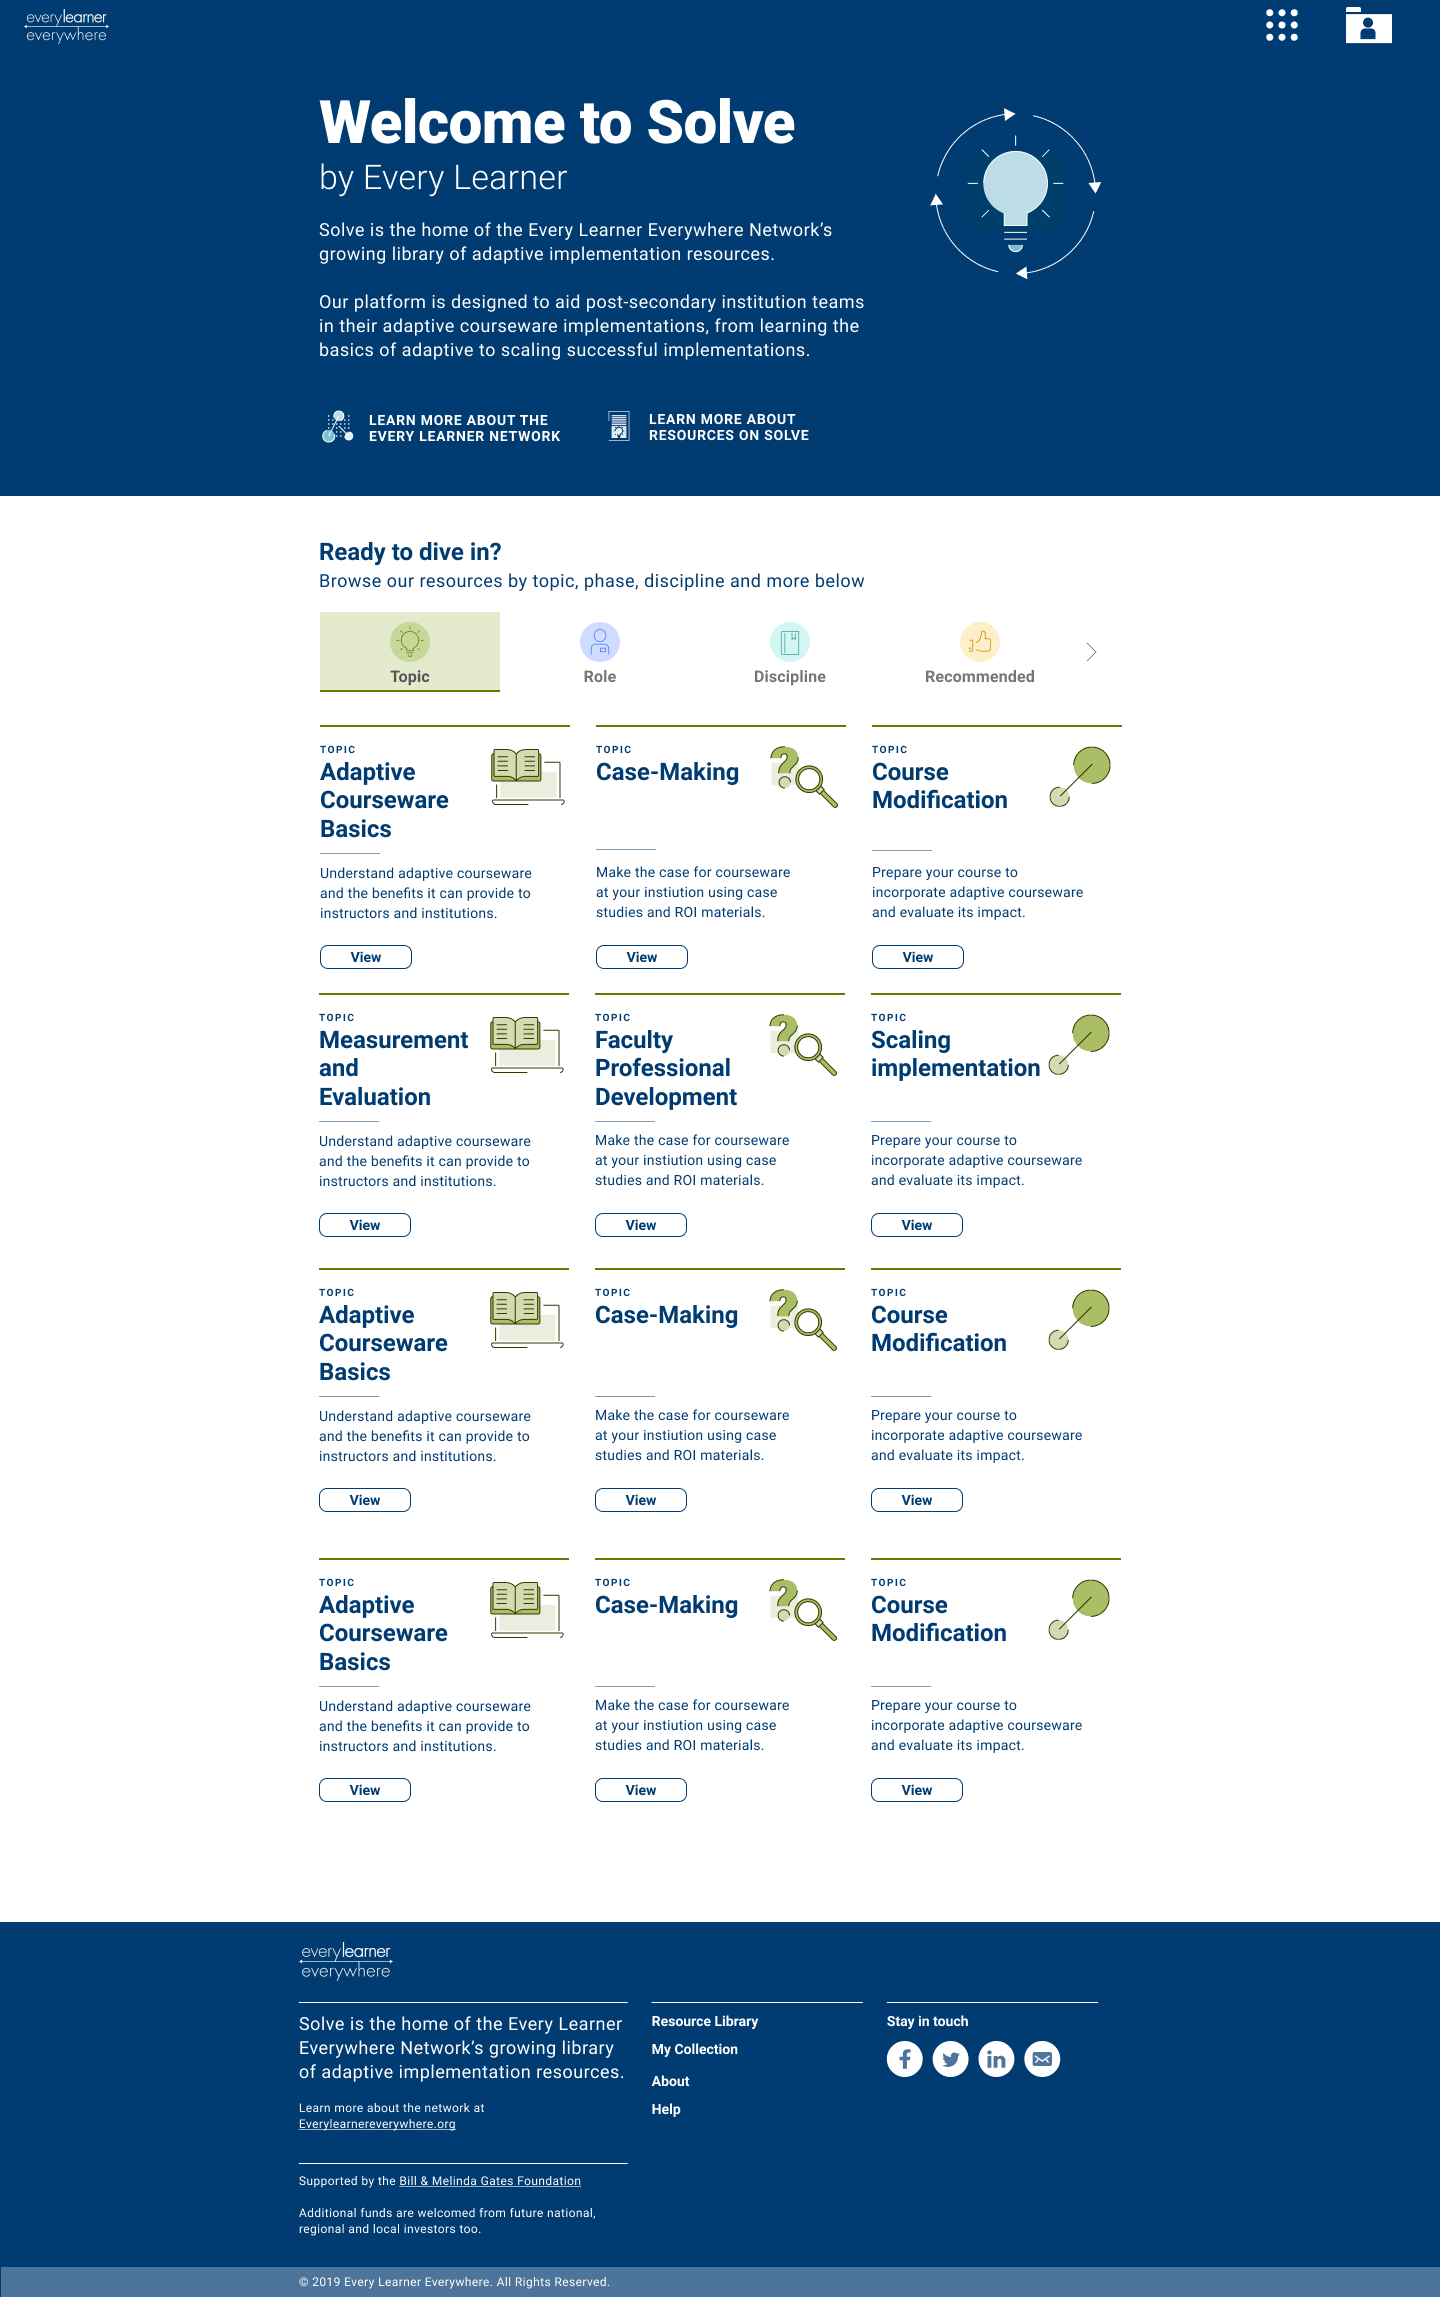 everylearner
everywhere
Welcome to Solve
by Every Learner
Solve is the home of the Every Learner Everywhere Network’s
growing library of adaptive implementation resources.
Our platform is designed to aid post-secondary institution teams
in their adaptive courseware implementations, from learning the
basics of adaptive to scaling successful implementations.
LEARN MORE ABOUT THE
EVERY LEARNER NETWORK
LEARN MORE ABOUT
RESOURCES ON SOLVE
Ready to dive in?
Browse our resources by topic, phase, discipline and more below
Topic
Role
Discipline
Recommended
TOPIC
Adaptive
Courseware
Basics
Understand adaptive courseware
and the benefits it can provide to
instructors and institutions.
View
TOPIC
Case-Making
Make the case for courseware
at your instiution using case
studies and ROI materials.
View
TOPIC
Course
Modification
Prepare your course to
incorporate adaptive courseware
and evaluate its impact.
View
TOPIC
Measurement
and
Evaluation
Understand adaptive courseware
and the benefits it can provide to
instructors and institutions.
View
TOPIC
Faculty
Professional
Development
Make the case for courseware
at your instiution using case
studies and ROI materials.
View
TOPIC
Scaling
implementation
Prepare your course to
incorporate adaptive courseware
and evaluate its impact.
View
TOPIC
Adaptive
Courseware
Basics
Understand adaptive courseware
and the benefits it can provide to
instructors and institutions.
View
TOPIC
Case-Making
Make the case for courseware
at your instiution using case
studies and ROI materials.
View
TOPIC
Course
Modification
Prepare your course to
incorporate adaptive courseware
and evaluate its impact.
View
TOPIC
Adaptive
Courseware
Basics
Understand adaptive courseware
and the benefits it can provide to
instructors and institutions.
View
TOPIC
Case-Making
Make the case for courseware
at your instiution using case
studies and ROI materials.
View
TOPIC
Course
Modification
Prepare your course to
incorporate adaptive courseware
and evaluate its impact.
View
everylearner
everywhere
Solve is the home of the Every Learner
Everywhere Network’s growing library
of adaptive implementation resources.
Learn more about the network at
Everylearnereverywhere.org
Supported by the Bill & Melinda Gates Foundation
Additional funds are welcomed from future national,
regional and local investors too.
Resource Library
My Collection
About
Help
Stay in touch
© 2019 Every Learner Everywhere. All Rights Reserved.